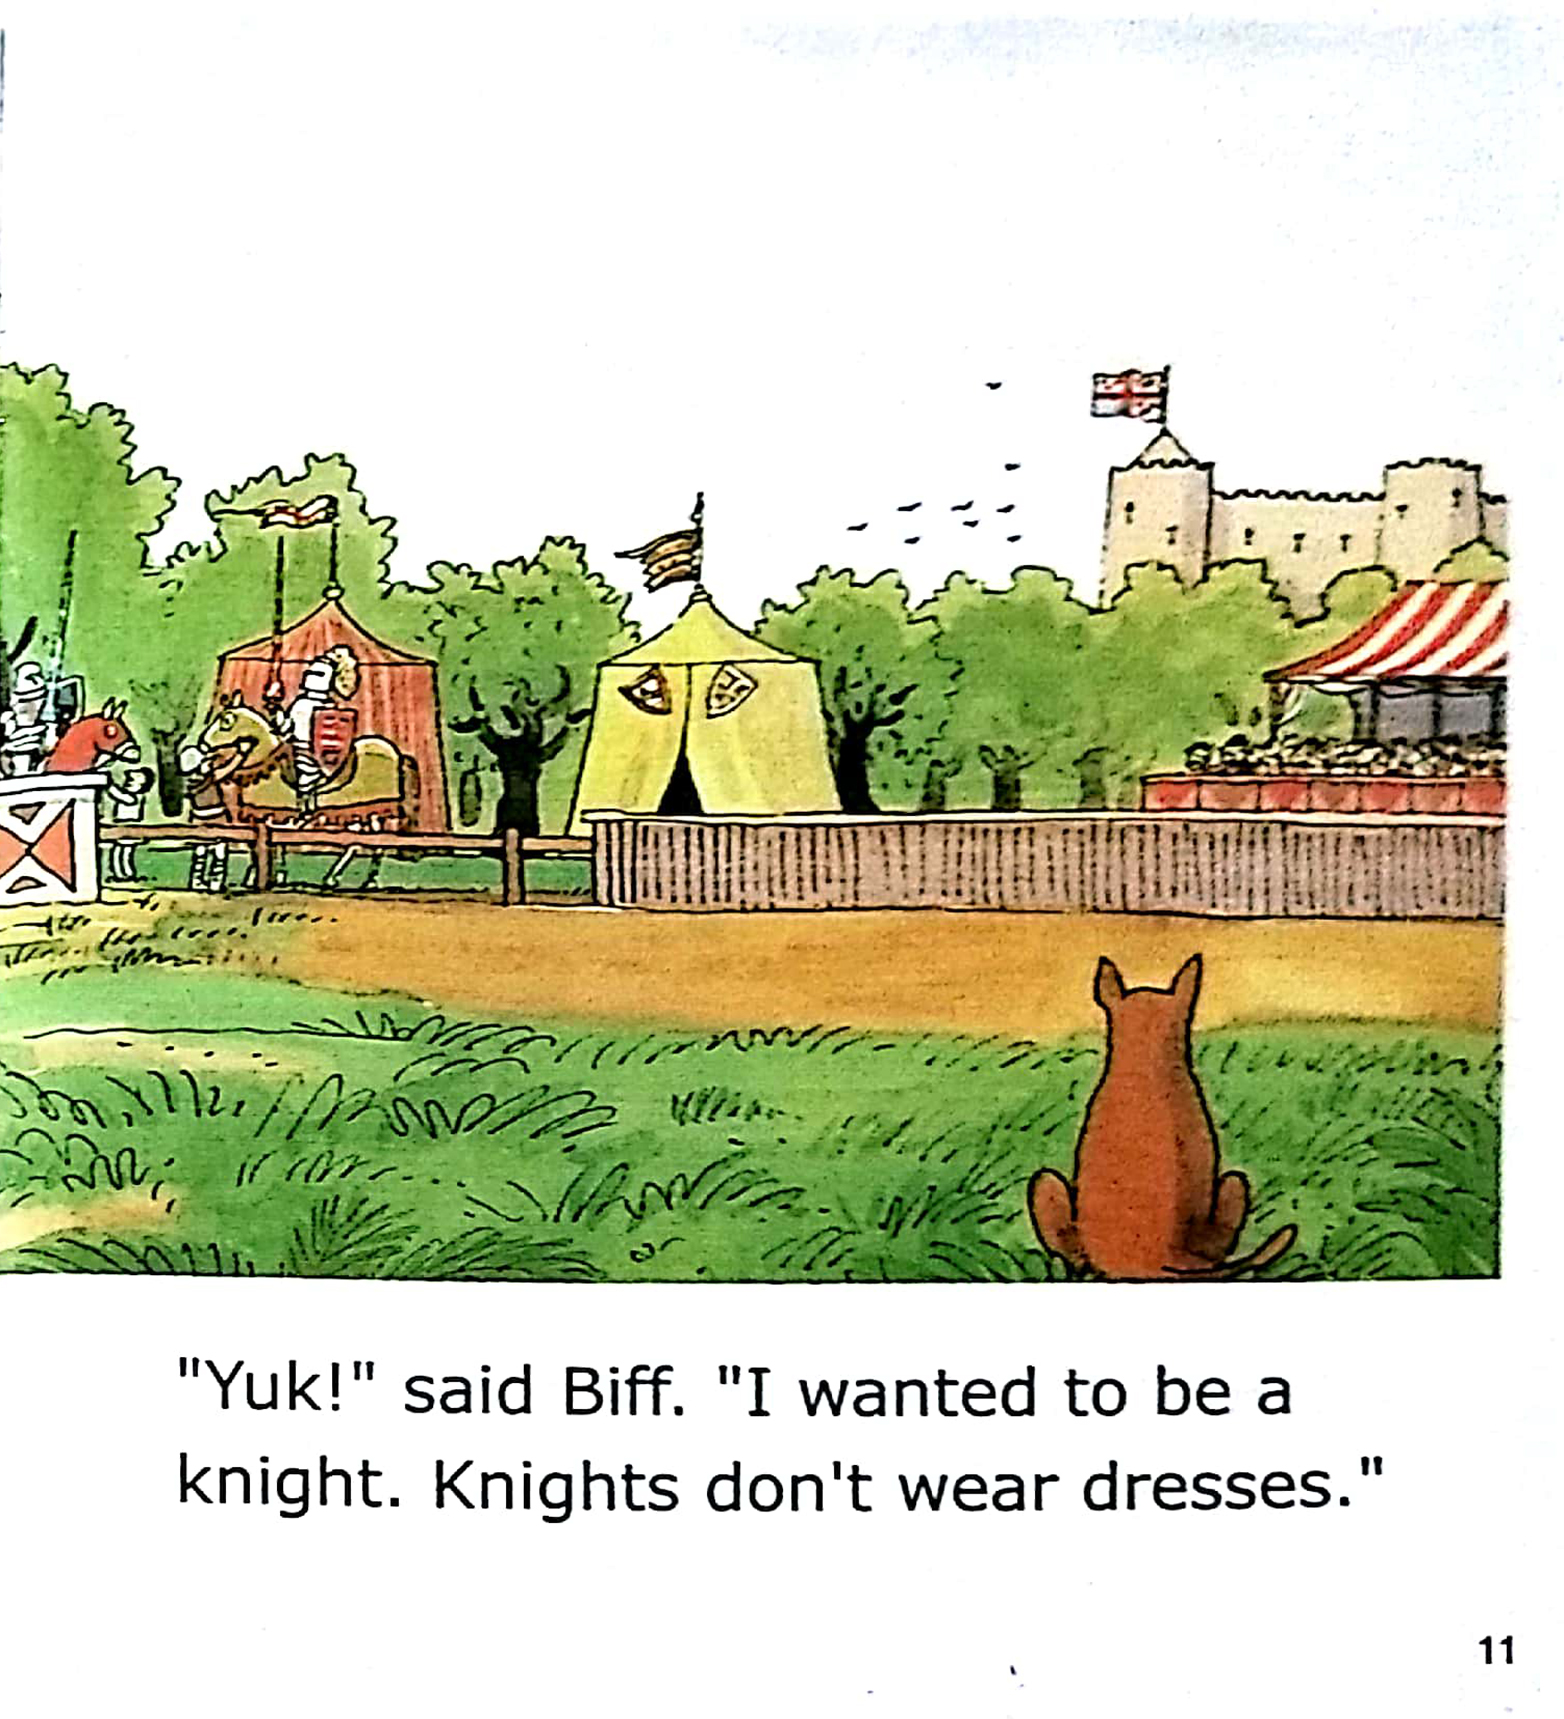 "Yuk!" said Biff. "I wanted to be a
knight. Knights don't wear dresses."
11